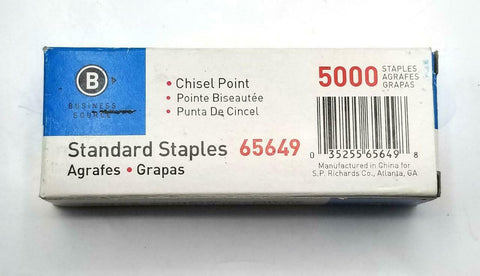 B
BUSINESS
SOURCE
• Chisel Point
• Pointe Biseautée
• Punta De Cincel
5000 STAPLES
AGRAFES
GRAPAS
Standard Staples 65649
Agrafes • Grapas
0 35255 65649 8
Manufactured in China for
S.P. Richards Co., Atlanta, GA